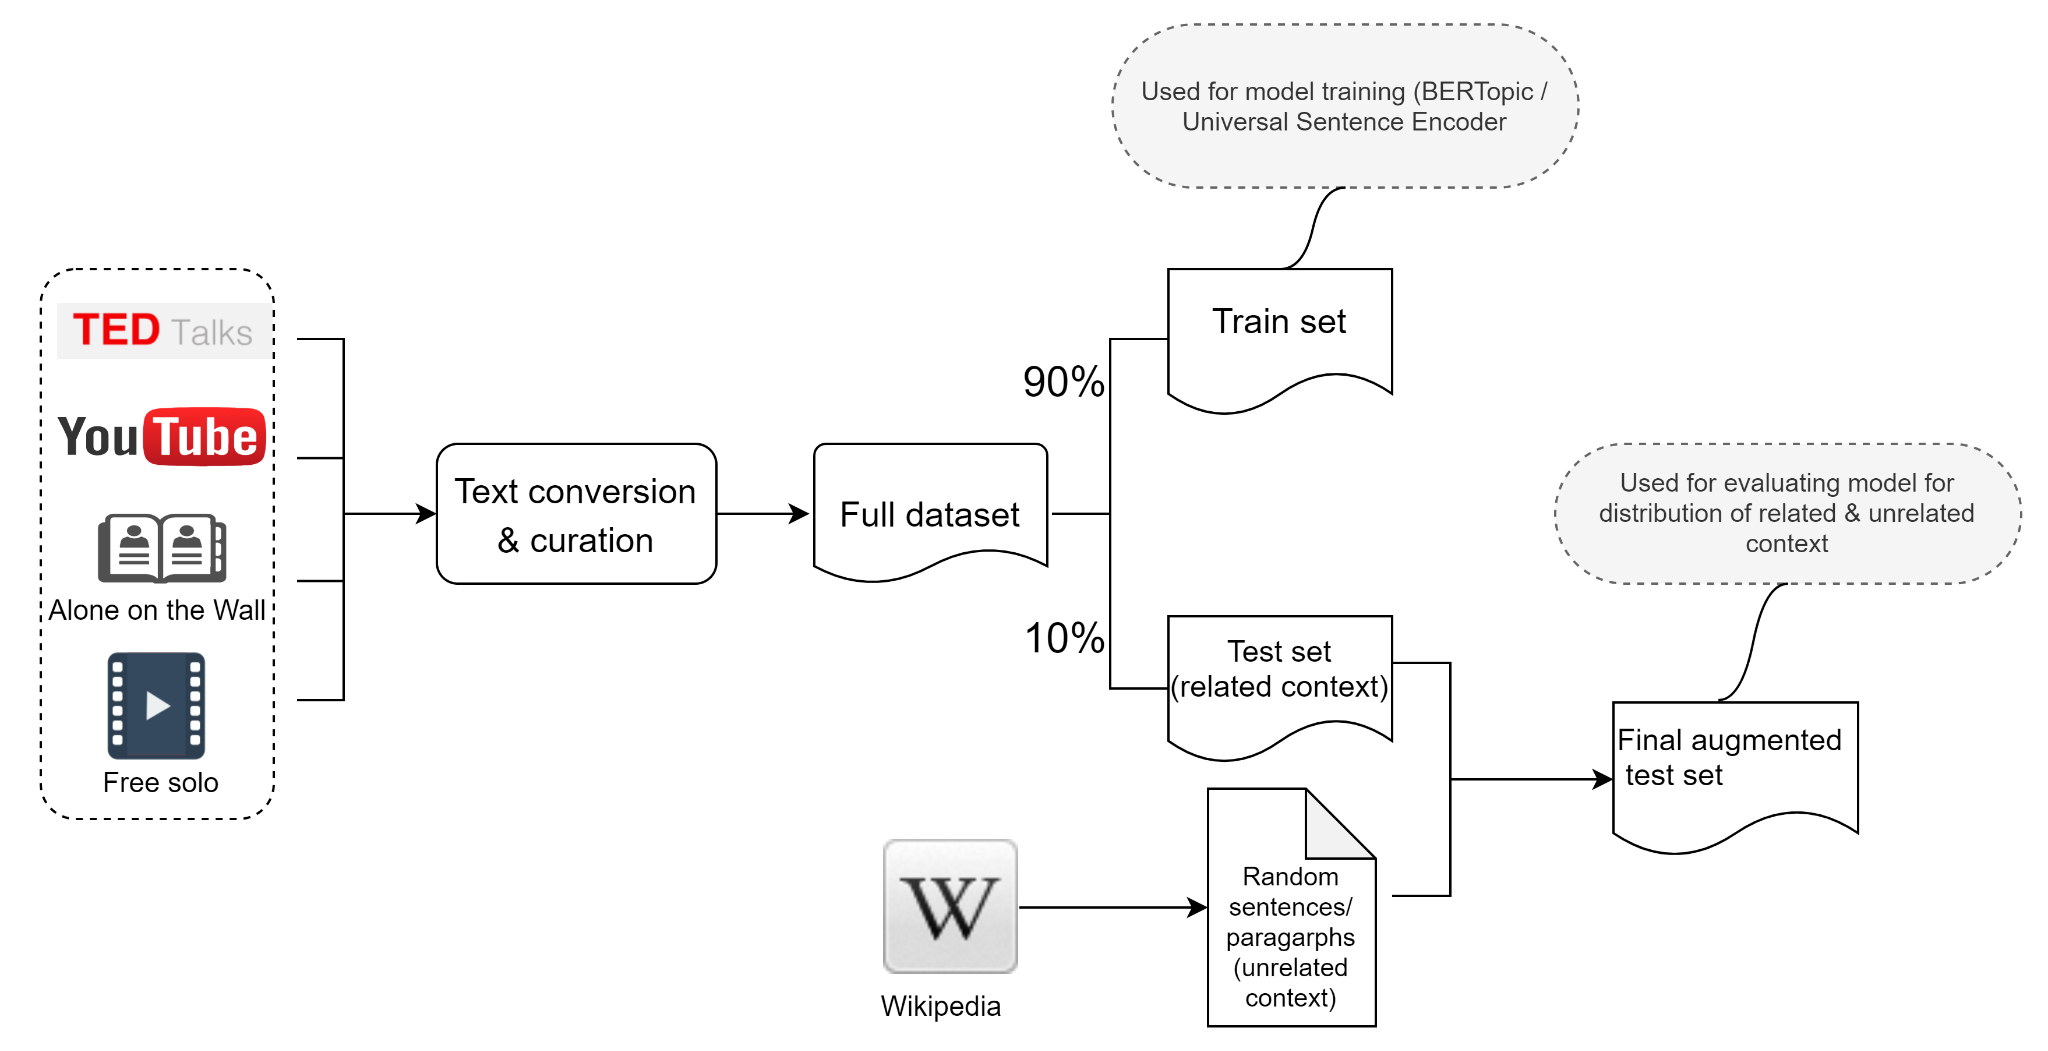 Used for model training (BERTopic /
Universal Sentence Encoder
TED Talks
YouTube
Alone on the Wall
Free solo
Text conversion
& curation
Full dataset
90%
10%
Train set
Test set
(related context)
Used for evaluating model for
distribution of related & unrelated
context
Final augmented
test set
W
Wikipedia
Random
sentences/
paragarphs
(unrelated
context)